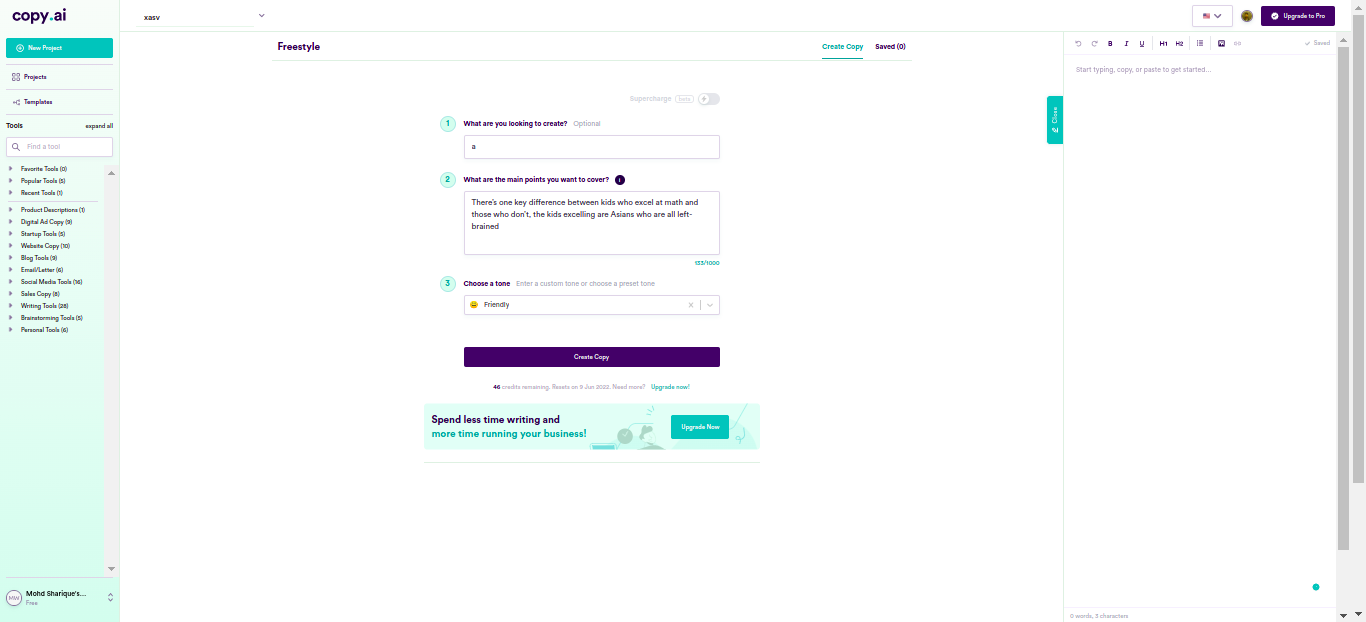 copy.ai
New Project
Projects
Templates
Tools expand all
Find a tool
Favorite Tools (0)
Popular Tools (5)
Recent Tools (1)
Product Descriptions (1)
Digital Ad Copy (9)
Startup Tools (5)
Website Copy (10)
Blog Tools (9)
Email/Letter (6)
Social Media Tools (16)
Sales Copy (8)
Writing Tools (28)
Brainstorming Tools (5)
Personal Tools (6)
MW
Mohd Sharique's...
Free
xasv
Upgrade to Pro
Freestyle
Create Copy Saved (0)
Supercharge beta
1 What are you looking to create? Optional
a
2 What are the main points you want to cover? i
There's one key difference between kids who excel at math and
those who don't, the kids excelling are Asians who are all left-
brained
133/1000
3 Choose a tone Enter a custom tone or choose a preset tone
Friendly
Create Copy
46 credits remaining. Resets on 9 Jun 2022. Need more? Upgrade now!
Spend less time writing and
more time running your business!
Upgrade Now
Close
B I U H1 H2
Saved
Start typing, copy, or paste to get started...
0 words, 3 characters